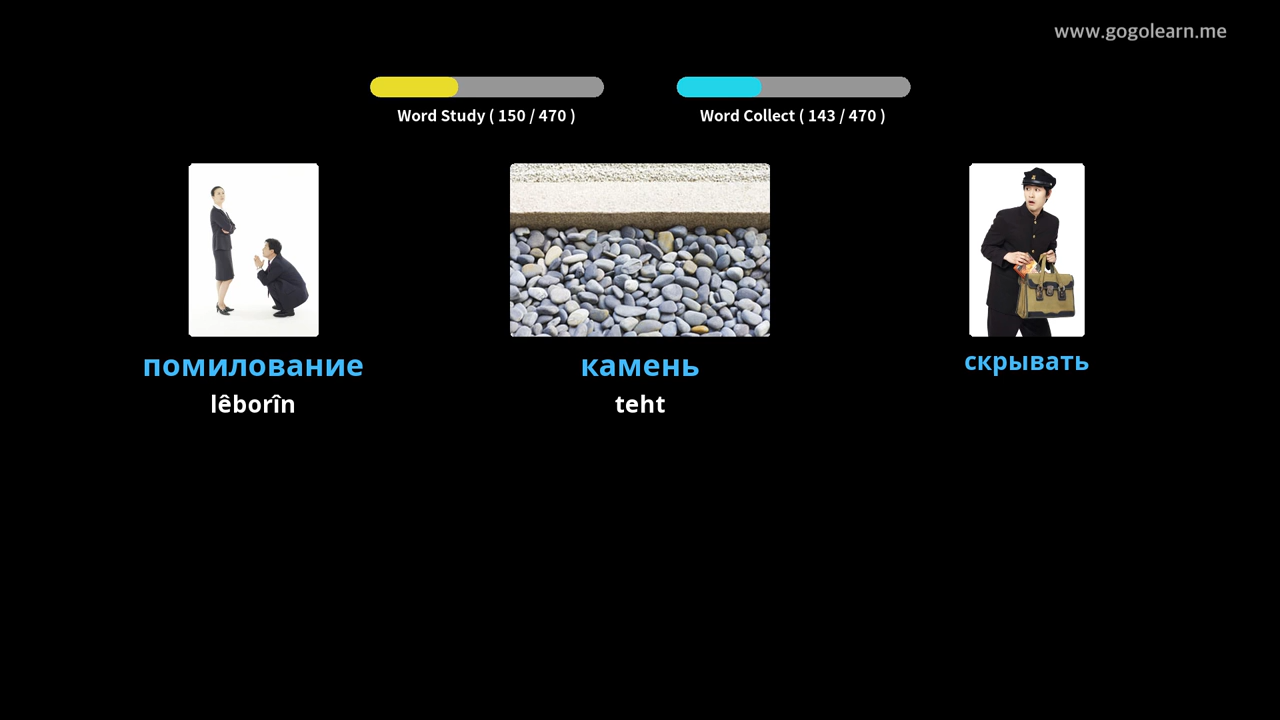 www.gogolearn.me
Word Study ( 150 / 470 )
Word Collect ( 143 / 470 )
помилование
камень
скрывать
lêborîn
teht